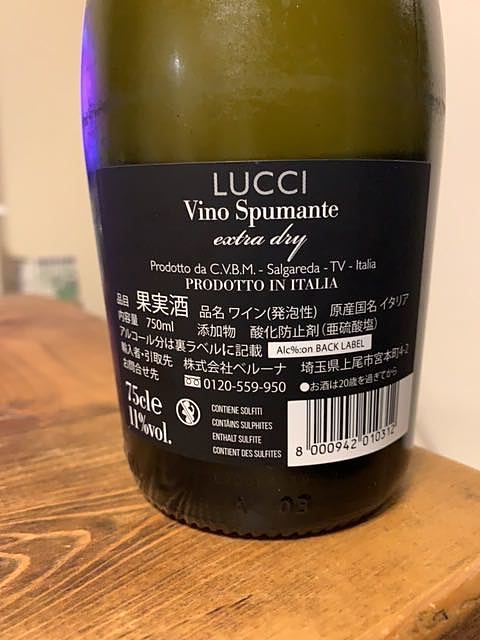 LUCCI
Vino Spumante
extra dry
Prodotto da C.V.B.M. - Salgareda - TV - Italia
PRODOTTO IN ITALIA
品目 果実酒 品名 ワイン(発泡性) 原産国名 イタリア
内容量 750ml 添加物 酸化防止剤(亜硫酸塩)
アルコール分は裏ラベルに記載 Alc%:on BACK LABEL
輸入者・引取先 株式会社ベルーナ 埼玉県上尾市宮本町4-2
お問合せ先 0120-559-950 ●お酒は20歳を過ぎてから
75cl e
11%vol.
CONTIENE SOLFITI
CONTAINS SULPHITES
ENTHALT SULFITE
CONTIENT DES SULFITES
8 000942 010312